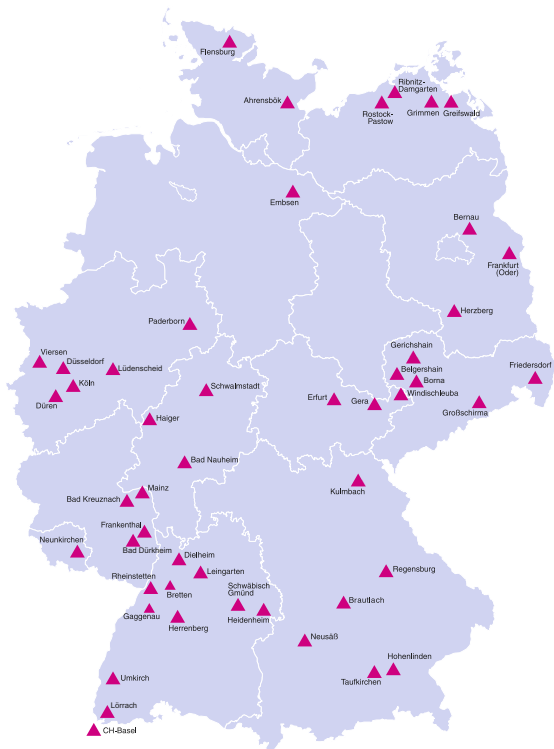 Flensburg
Ahrensbök
Ribnitz-
Damgarten
Rostock-
Pastow
Grimmen
Greifswald
Embsen
Bernau
Frankfurt
(Oder)
Herzberg
Paderborn
Viersen
Düsseldorf
Lüdenscheid
Köln
Düren
Schwalmstadt
Haiger
Gerichshain
Belgershain
Borna
Windischleuba
Friedersdorf
Großschirma
Erfurt
Gera
Bad Nauheim
Mainz
Bad Kreuznach
Kulmbach
Frankenthal
Neunkirchen
Bad Dürkheim
Dielheim
Rheinstetten
Leingarten
Bretten
Schwäbisch
Gmünd
Gaggenau
Herrenberg
Heidenheim
Regensburg
Brautlach
Neusäß
Hohenlinden
Taufkirchen
Umkirch
Lörrach
CH-Basel